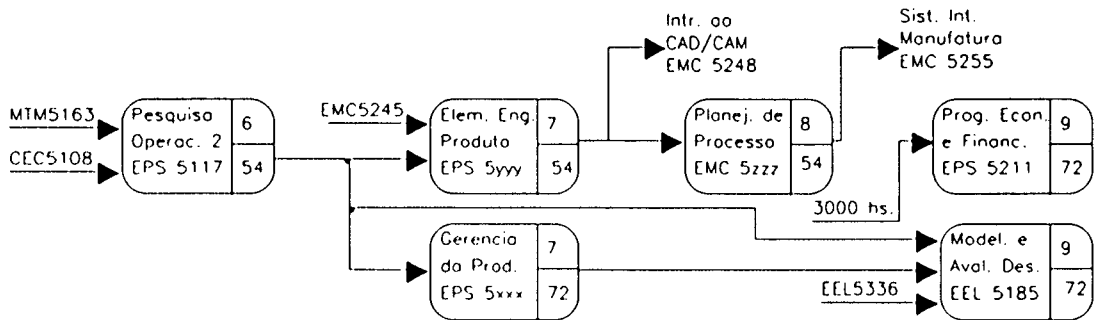 Intr. ao
CAD/CAM
EMC 5248
Sist. Int.
Manufatura
EMC 5255
MTM5163
CEC5108
Pesquisa
Operac. 2
EPS 5117
6
54
EMC5245
Elem. Eng.
Produto
EPS 5yyy
7
54
Planej. de
Processo
EMC 5zzz
8
54
Prog. Econ.
e Financ.
EPS 5211
9
72
3000 hs.
Gerencia
da Prod.
EPS 5xxx
7
72
EEL5336
Model. e
Aval. Des.
EEL 5185
9
72